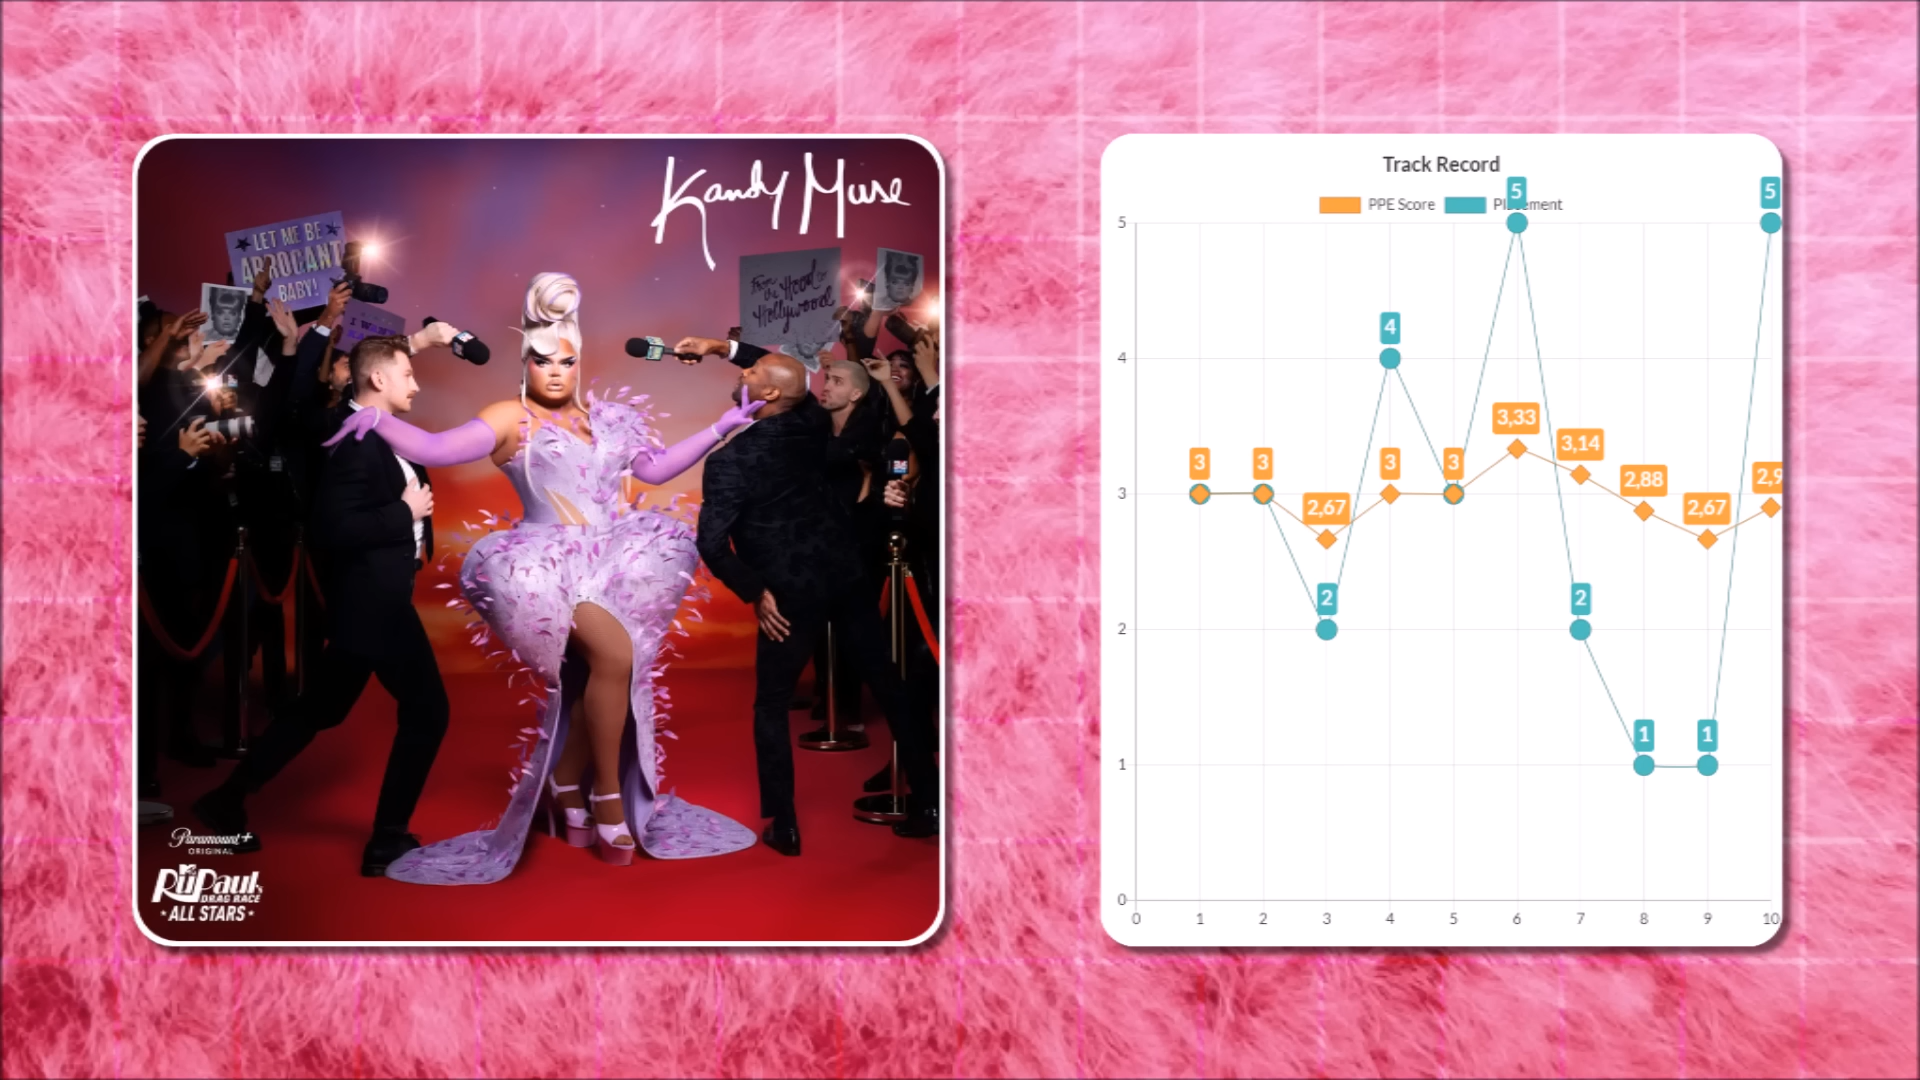 Kandy Muse
LET ME BE
ARROGANT
BABY!
From
the Hood to
Hollywood
Paramount+
ORIGINAL
RuPaul's
DRAG RACE
ALL STARS
Track Record
PPE Score
5
5
5
4
4
3,33
3,14
3
3
3
3
2,88
2,67
2,67
2,9
3
2
2
2
1
1
1
0
0 1 2 3 4 5 6 7 8 9 10